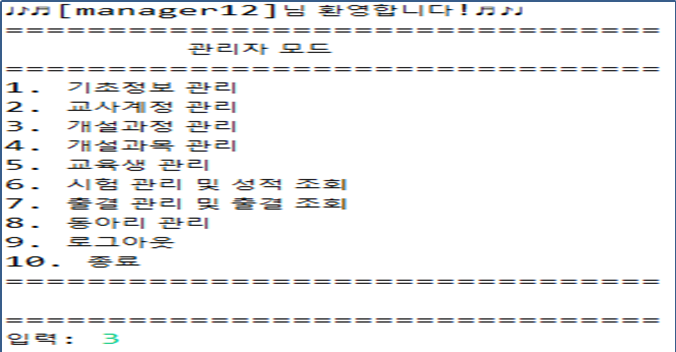 ♩♪♬[manager12]님 환영합니다!♬♪♩
================================
관리자 모드
================================
1. 기초정보 관리
2. 교사계정 관리
3. 개설과정 관리
4. 개설과목 관리
5. 교육생 관리
6. 시험 관리 및 성적 조회
7. 출결 관리 및 출결 조회
8. 동아리 관리
9. 로그아웃
10. 종료
================================
================================
입력: 3